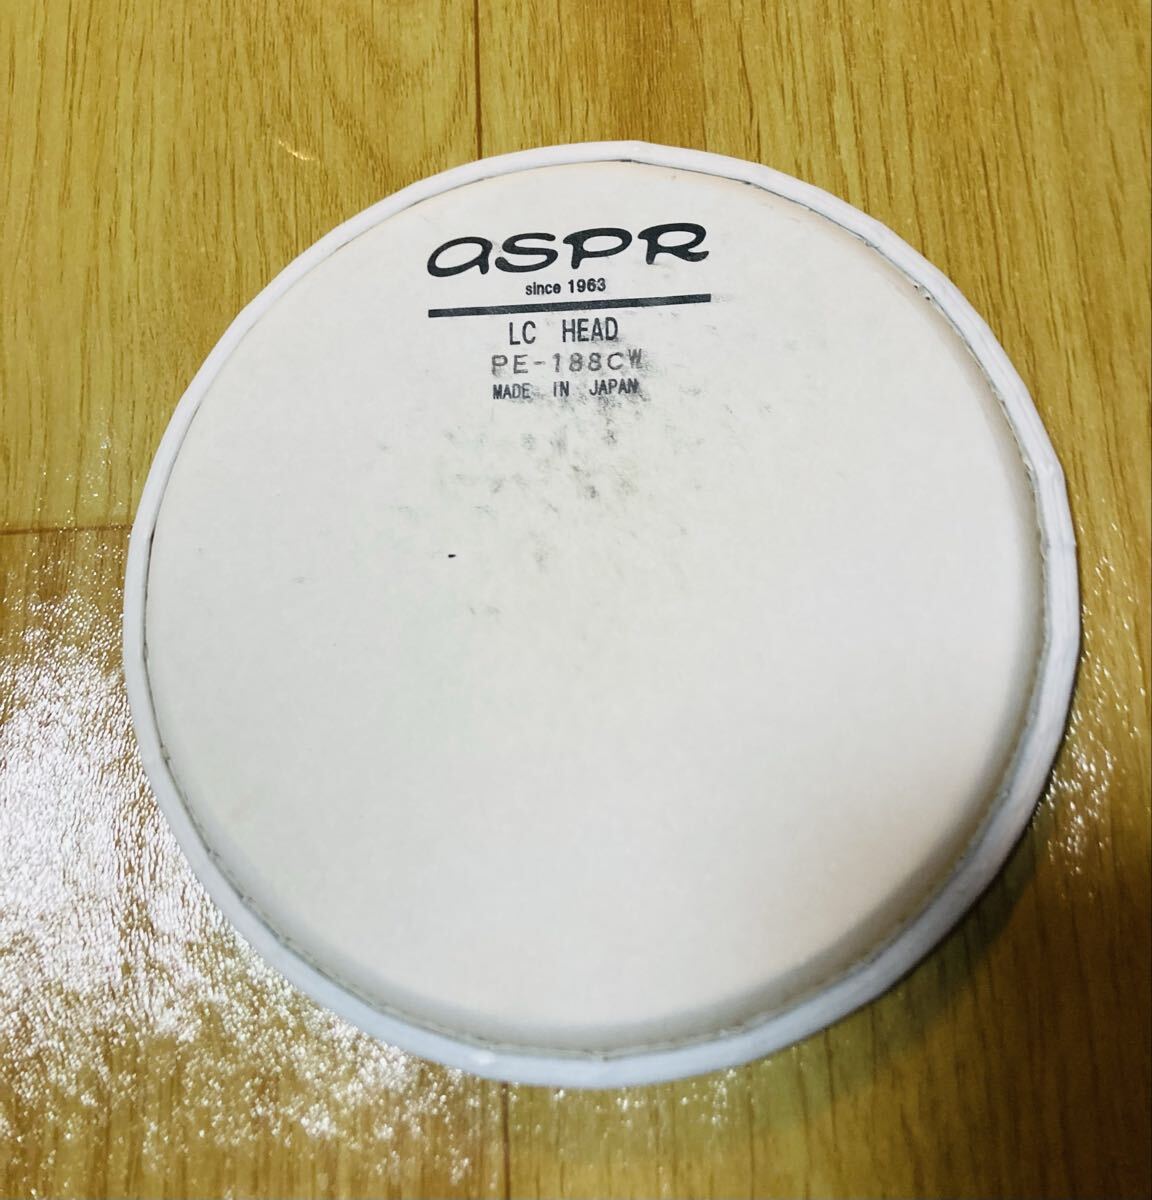 aSPR
since 1963
LC HEAD
PE-188CW
MADE IN JAPAN